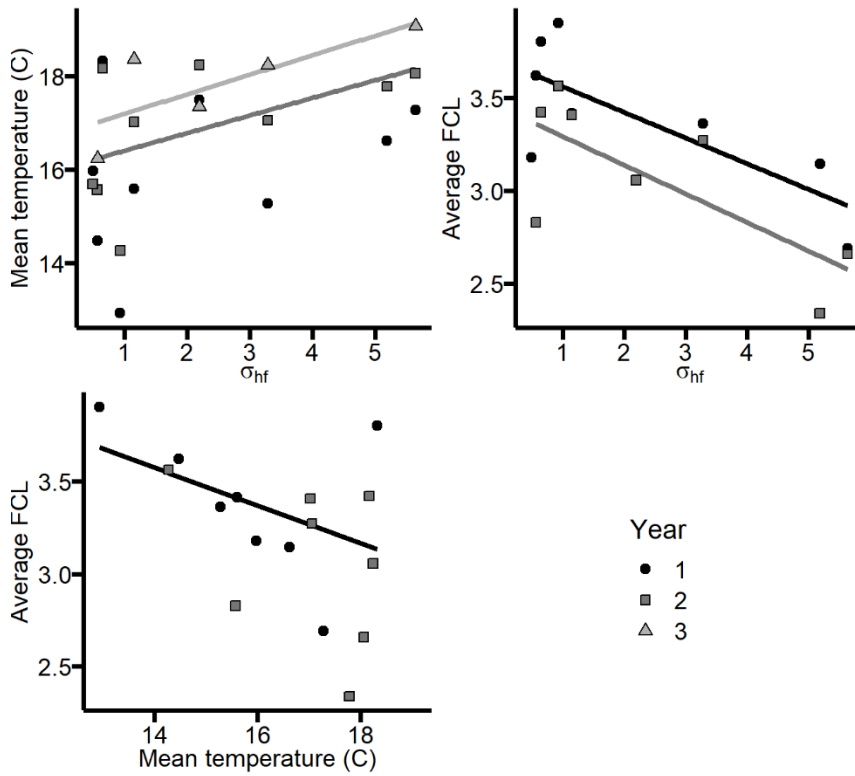 Mean temperature (C)
18
16
14
1 2 3 4 5
σhf
Average FCL
3.5
3.0
2.5
1 2 3 4 5
σhf
Average FCL
3.5
3.0
2.5
14 16 18
Mean temperature (C)
Year
1
2
3